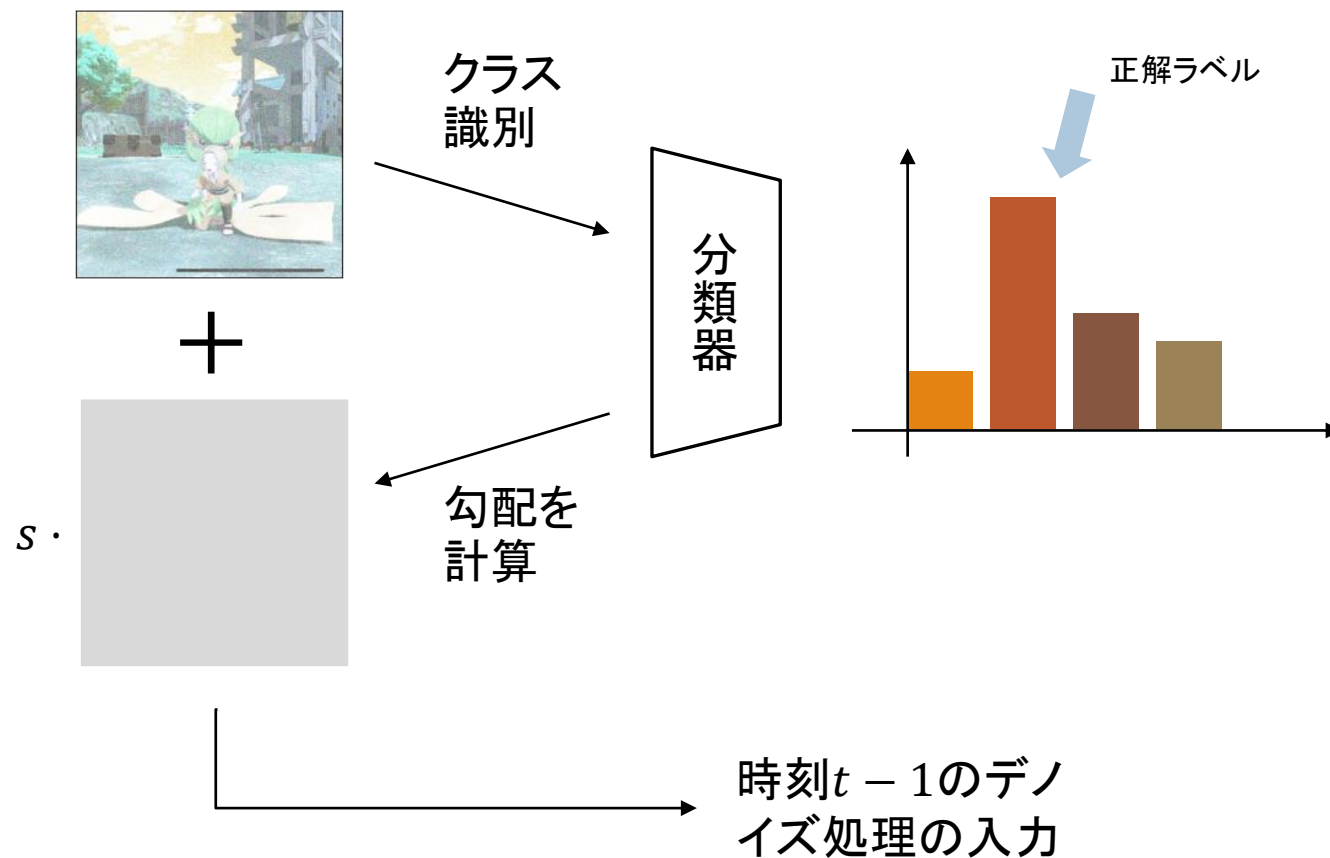 クラス
識別
正解ラベル
分類器
+
s ·
勾配を
計算
時刻t − 1のデノ
イズ処理の入力